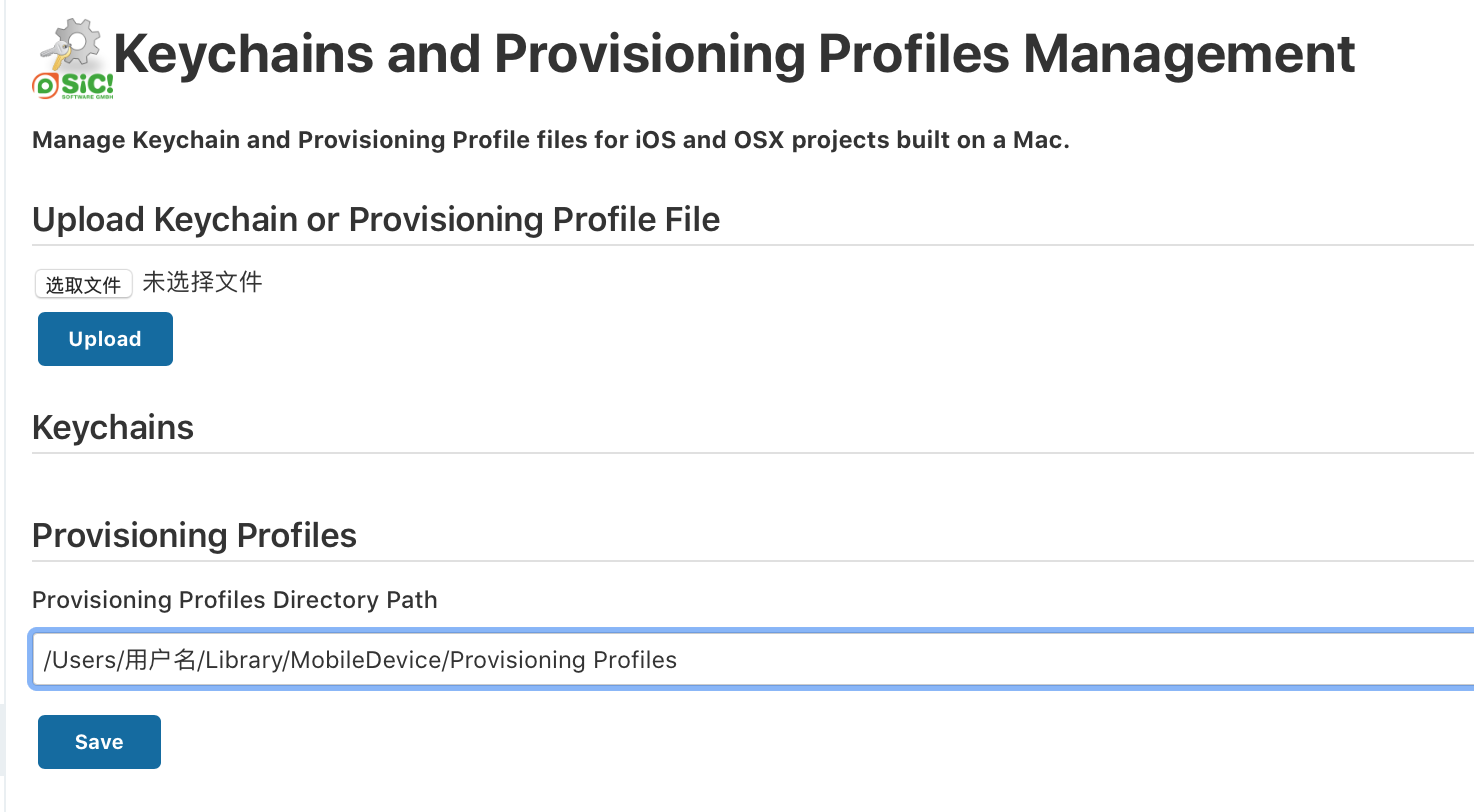 Keychains and Provisioning Profiles Management
SiC!
SOFTWARE GMBH
Manage Keychain and Provisioning Profile files for iOS and OSX projects built on a Mac.
Upload Keychain or Provisioning Profile File
选取文件 未选择文件
Upload
Keychains
Provisioning Profiles
Provisioning Profiles Directory Path
/Users/用户名/Library/MobileDevice/Provisioning Profiles
Save